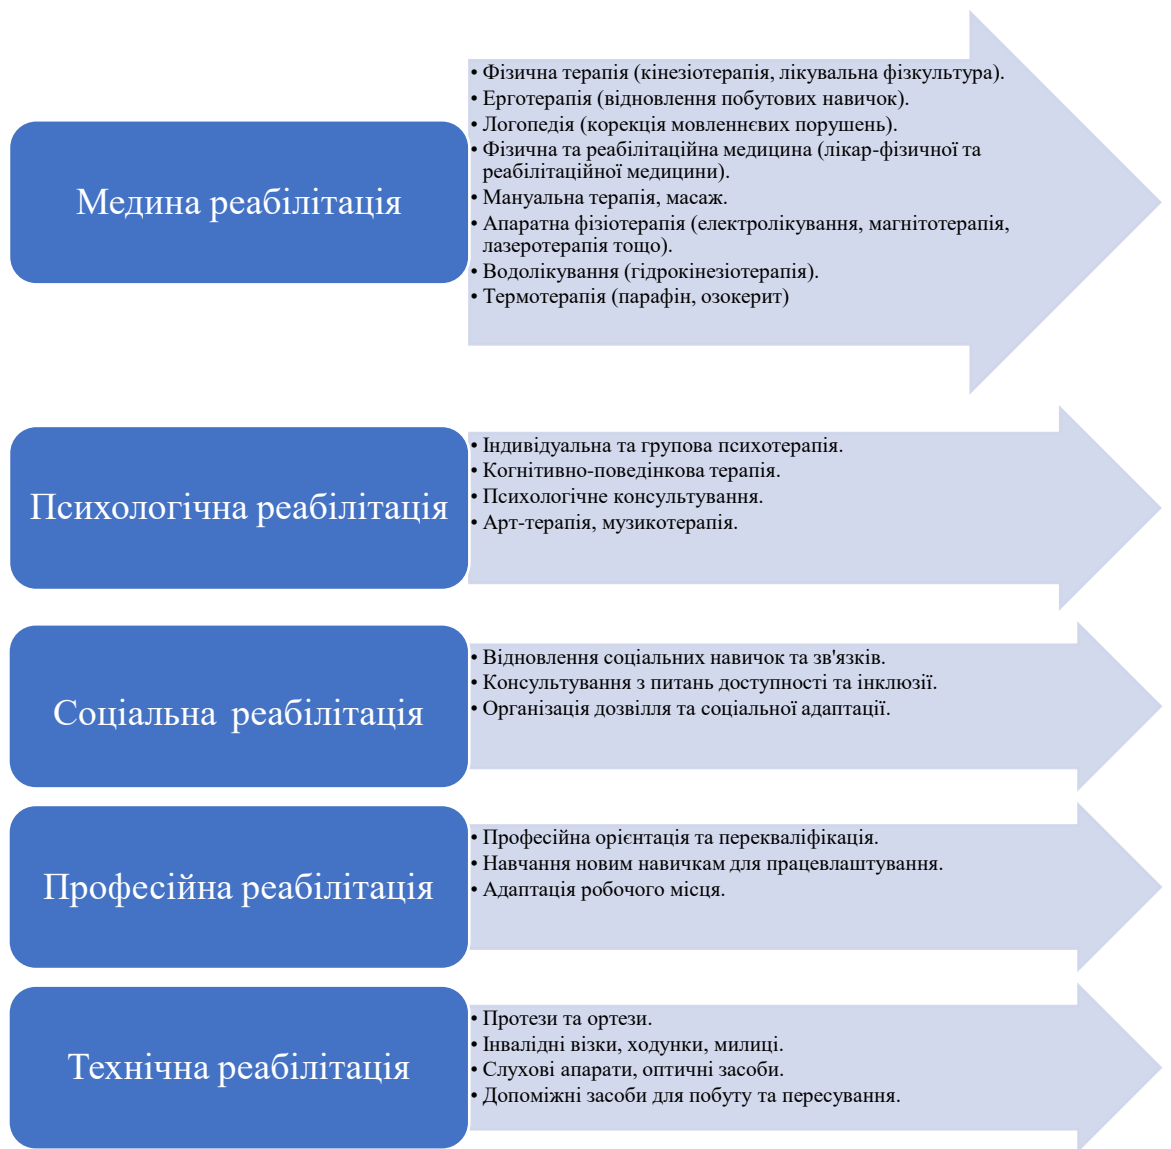 Медина реабілітація
• Фізична терапія (кінезіотерапія, лікувальна фізкультура).
• Ерготерапія (відновлення побутових навичок).
• Логопедія (корекція мовленнєвих порушень).
• Фізична та реабілітаційна медицина (лікар-фізичної та
реабілітаційної медицини).
• Мануальна терапія, масаж.
• Апаратна фізіотерапія (електролікування, магнітотерапія,
лазеротерапія тощо).
• Водолікування (гідрокінезіотерапія).
• Термотерапія (парафін, озокерит)
Психологічна реабілітація
• Індивідуальна та групова психотерапія.
• Когнітивно-поведінкова терапія.
• Психологічне консультування.
• Арт-терапія, музикотерапія.
Соціальна реабілітація
• Відновлення соціальних навичок та зв'язків.
• Консультування з питань доступності та інклюзії.
• Організація дозвілля та соціальної адаптації.
Професійна реабілітація
• Професійна орієнтація та перекваліфікація.
• Навчання новим навичкам для працевлаштування.
• Адаптація робочого місця.
Технічна реабілітація
• Протези та ортези.
• Інвалідні візки, ходунки, милиці.
• Слухові апарати, оптичні засоби.
• Допоміжні засоби для побуту та пересування.